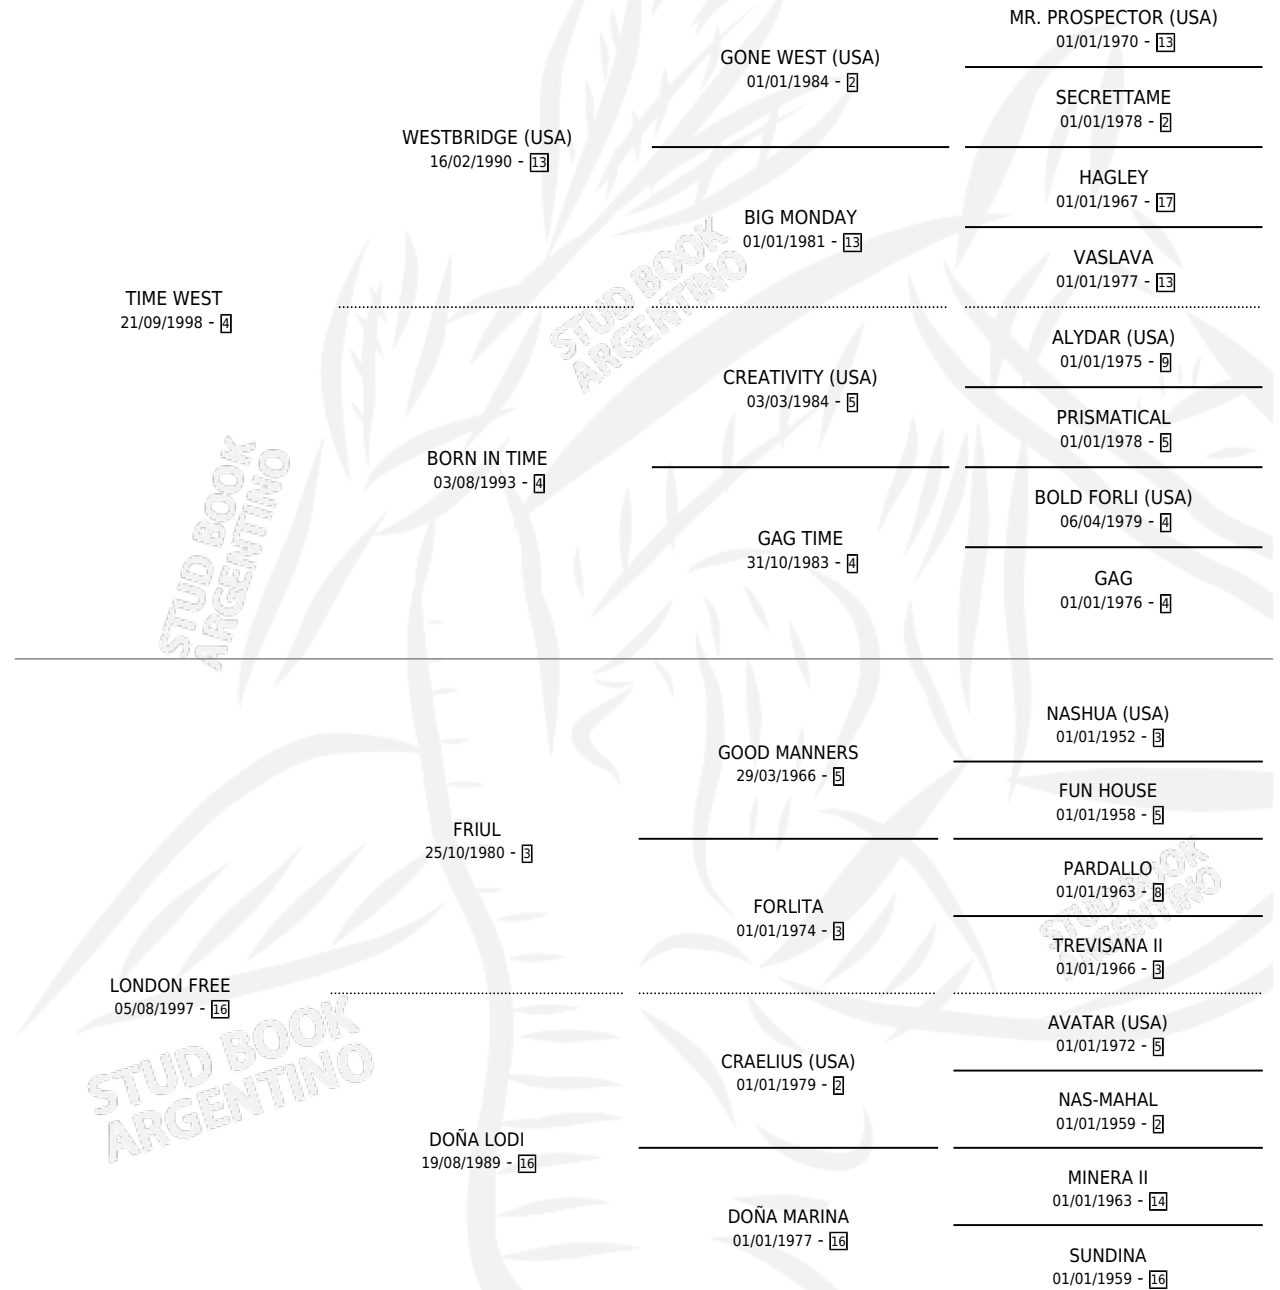 MR. PROSPECTOR (USA)
01/01/1970 - 13
GONE WEST (USA)
01/01/1984 - 2
SECRETTAME
01/01/1978 - 2
WESTBRIDGE (USA)
16/02/1990 - 13
HAGLEY
01/01/1967 - 17
BIG MONDAY
01/01/1981 - 13
VASLAVA
01/01/1977 - 13
TIME WEST
21/09/1998 - 4
ALYDAR (USA)
01/01/1975 - 9
CREATIVITY (USA)
03/03/1984 - 5
PRISMATICAL
01/01/1978 - 5
BORN IN TIME
03/08/1993 - 4
BOLD FORLI (USA)
06/04/1979 - 4
GAG TIME
31/10/1983 - 4
GAG
01/01/1976 - 4
NASHUA (USA)
01/01/1952 - 3
GOOD MANNERS
29/03/1966 - 5
FUN HOUSE
01/01/1958 - 5
FRIUL
25/10/1980 - 3
PARDALLO
01/01/1963 - 8
FORLITA
01/01/1974 - 3
TREVISANA II
01/01/1966 - 3
LONDON FREE
05/08/1997 - 16
AVATAR (USA)
01/01/1972 - 5
CRAELIUS (USA)
01/01/1979 - 2
NAS-MAHAL
01/01/1959 - 2
DOÑA LODI
19/08/1989 - 16
MINERA II
01/01/1963 - 14
DOÑA MARINA
01/01/1977 - 16
SUNDINA
01/01/1959 - 16
STUD BOOK
ARGENTINO
STUD BOOK
ARGENTINO
STUD BOOK
ARGENTINO
STUD BOOK
ARGENTINO